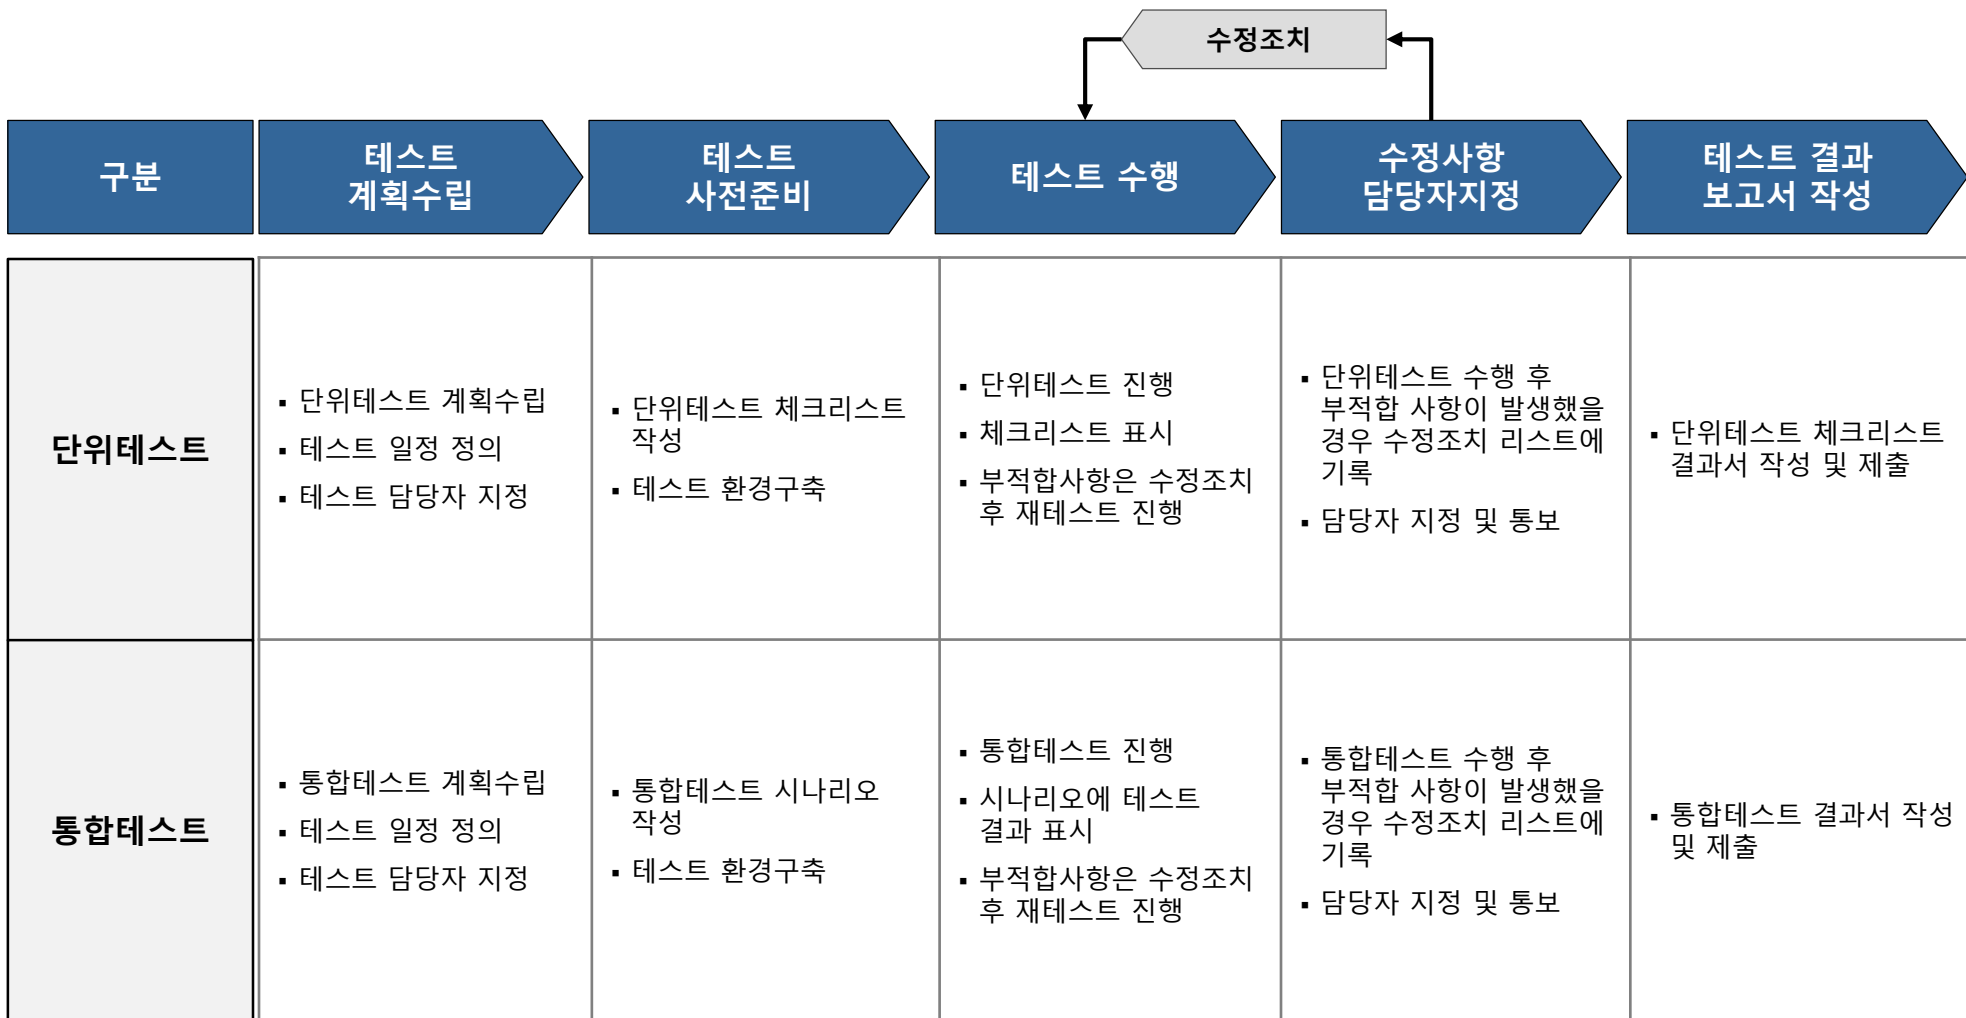 수정조치
구분
테스트
계획수립
테스트
사전준비
테스트 수행
수정사항
담당자지정
테스트 결과
보고서 작성
단위테스트
▪ 단위테스트 계획수립
▪ 테스트 일정 정의
▪ 테스트 담당자 지정
▪ 단위테스트 체크리스트
작성
▪ 테스트 환경구축
▪ 단위테스트 진행
▪ 체크리스트 표시
▪ 부적합사항은 수정조치
후 재테스트 진행
▪ 단위테스트 수행 후
부적합 사항이 발생했을
경우 수정조치 리스트에
기록
▪ 담당자 지정 및 통보
▪ 단위테스트 체크리스트
결과서 작성 및 제출
통합테스트
▪ 통합테스트 계획수립
▪ 테스트 일정 정의
▪ 테스트 담당자 지정
▪ 통합테스트 시나리오
작성
▪ 테스트 환경구축
▪ 통합테스트 진행
▪ 시나리오에 테스트
결과 표시
▪ 부적합사항은 수정조치
후 재테스트 진행
▪ 통합테스트 수행 후
부적합 사항이 발생했을
경우 수정조치 리스트에
기록
▪ 담당자 지정 및 통보
▪ 통합테스트 결과서 작성
및 제출